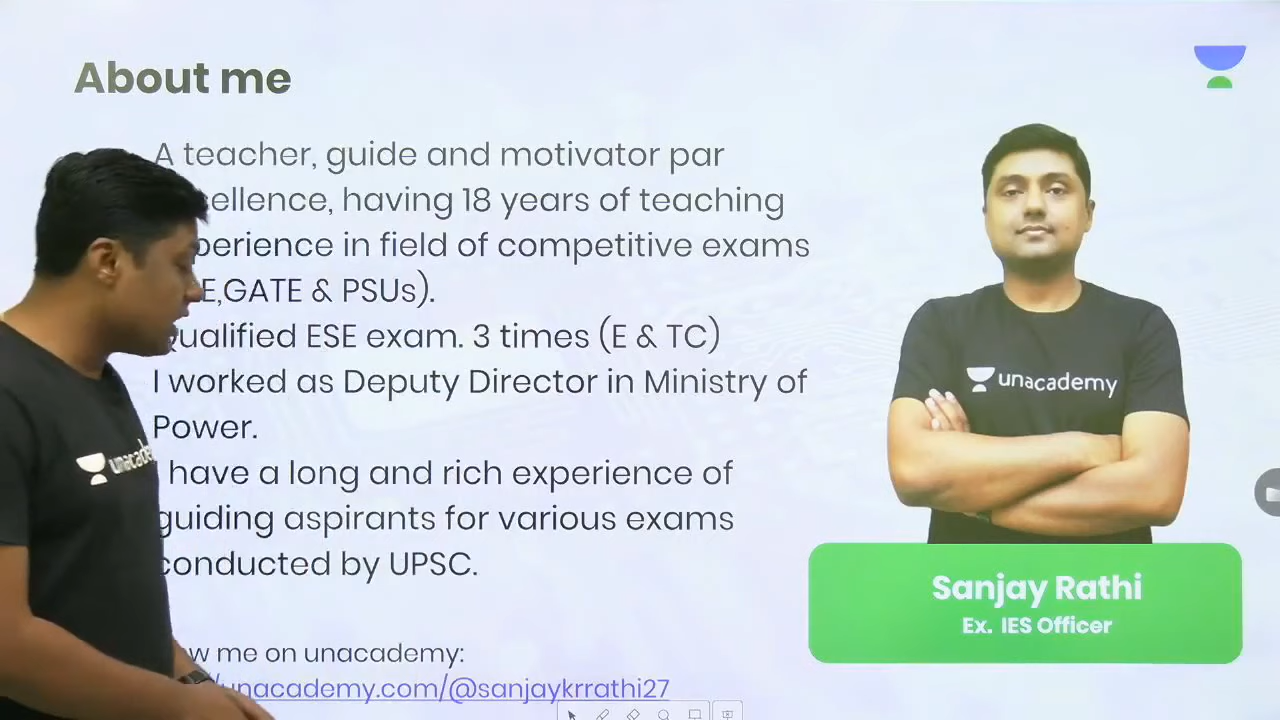 About me
A teacher, guide and motivator par
cellence, having 18 years of teaching
perience in field of competitive exams
E,GATE & PSUs).
Qualified ESE exam. 3 times (E & TC)
I worked as Deputy Director in Ministry of
Power.
I have a long and rich experience of
guiding aspirants for various exams
conducted by UPSC.
unacademy
unacademy
Sanjay Rathi
Ex. IES Officer
w me on unacademy:
unacademy.com/@sanjaykrrathi27